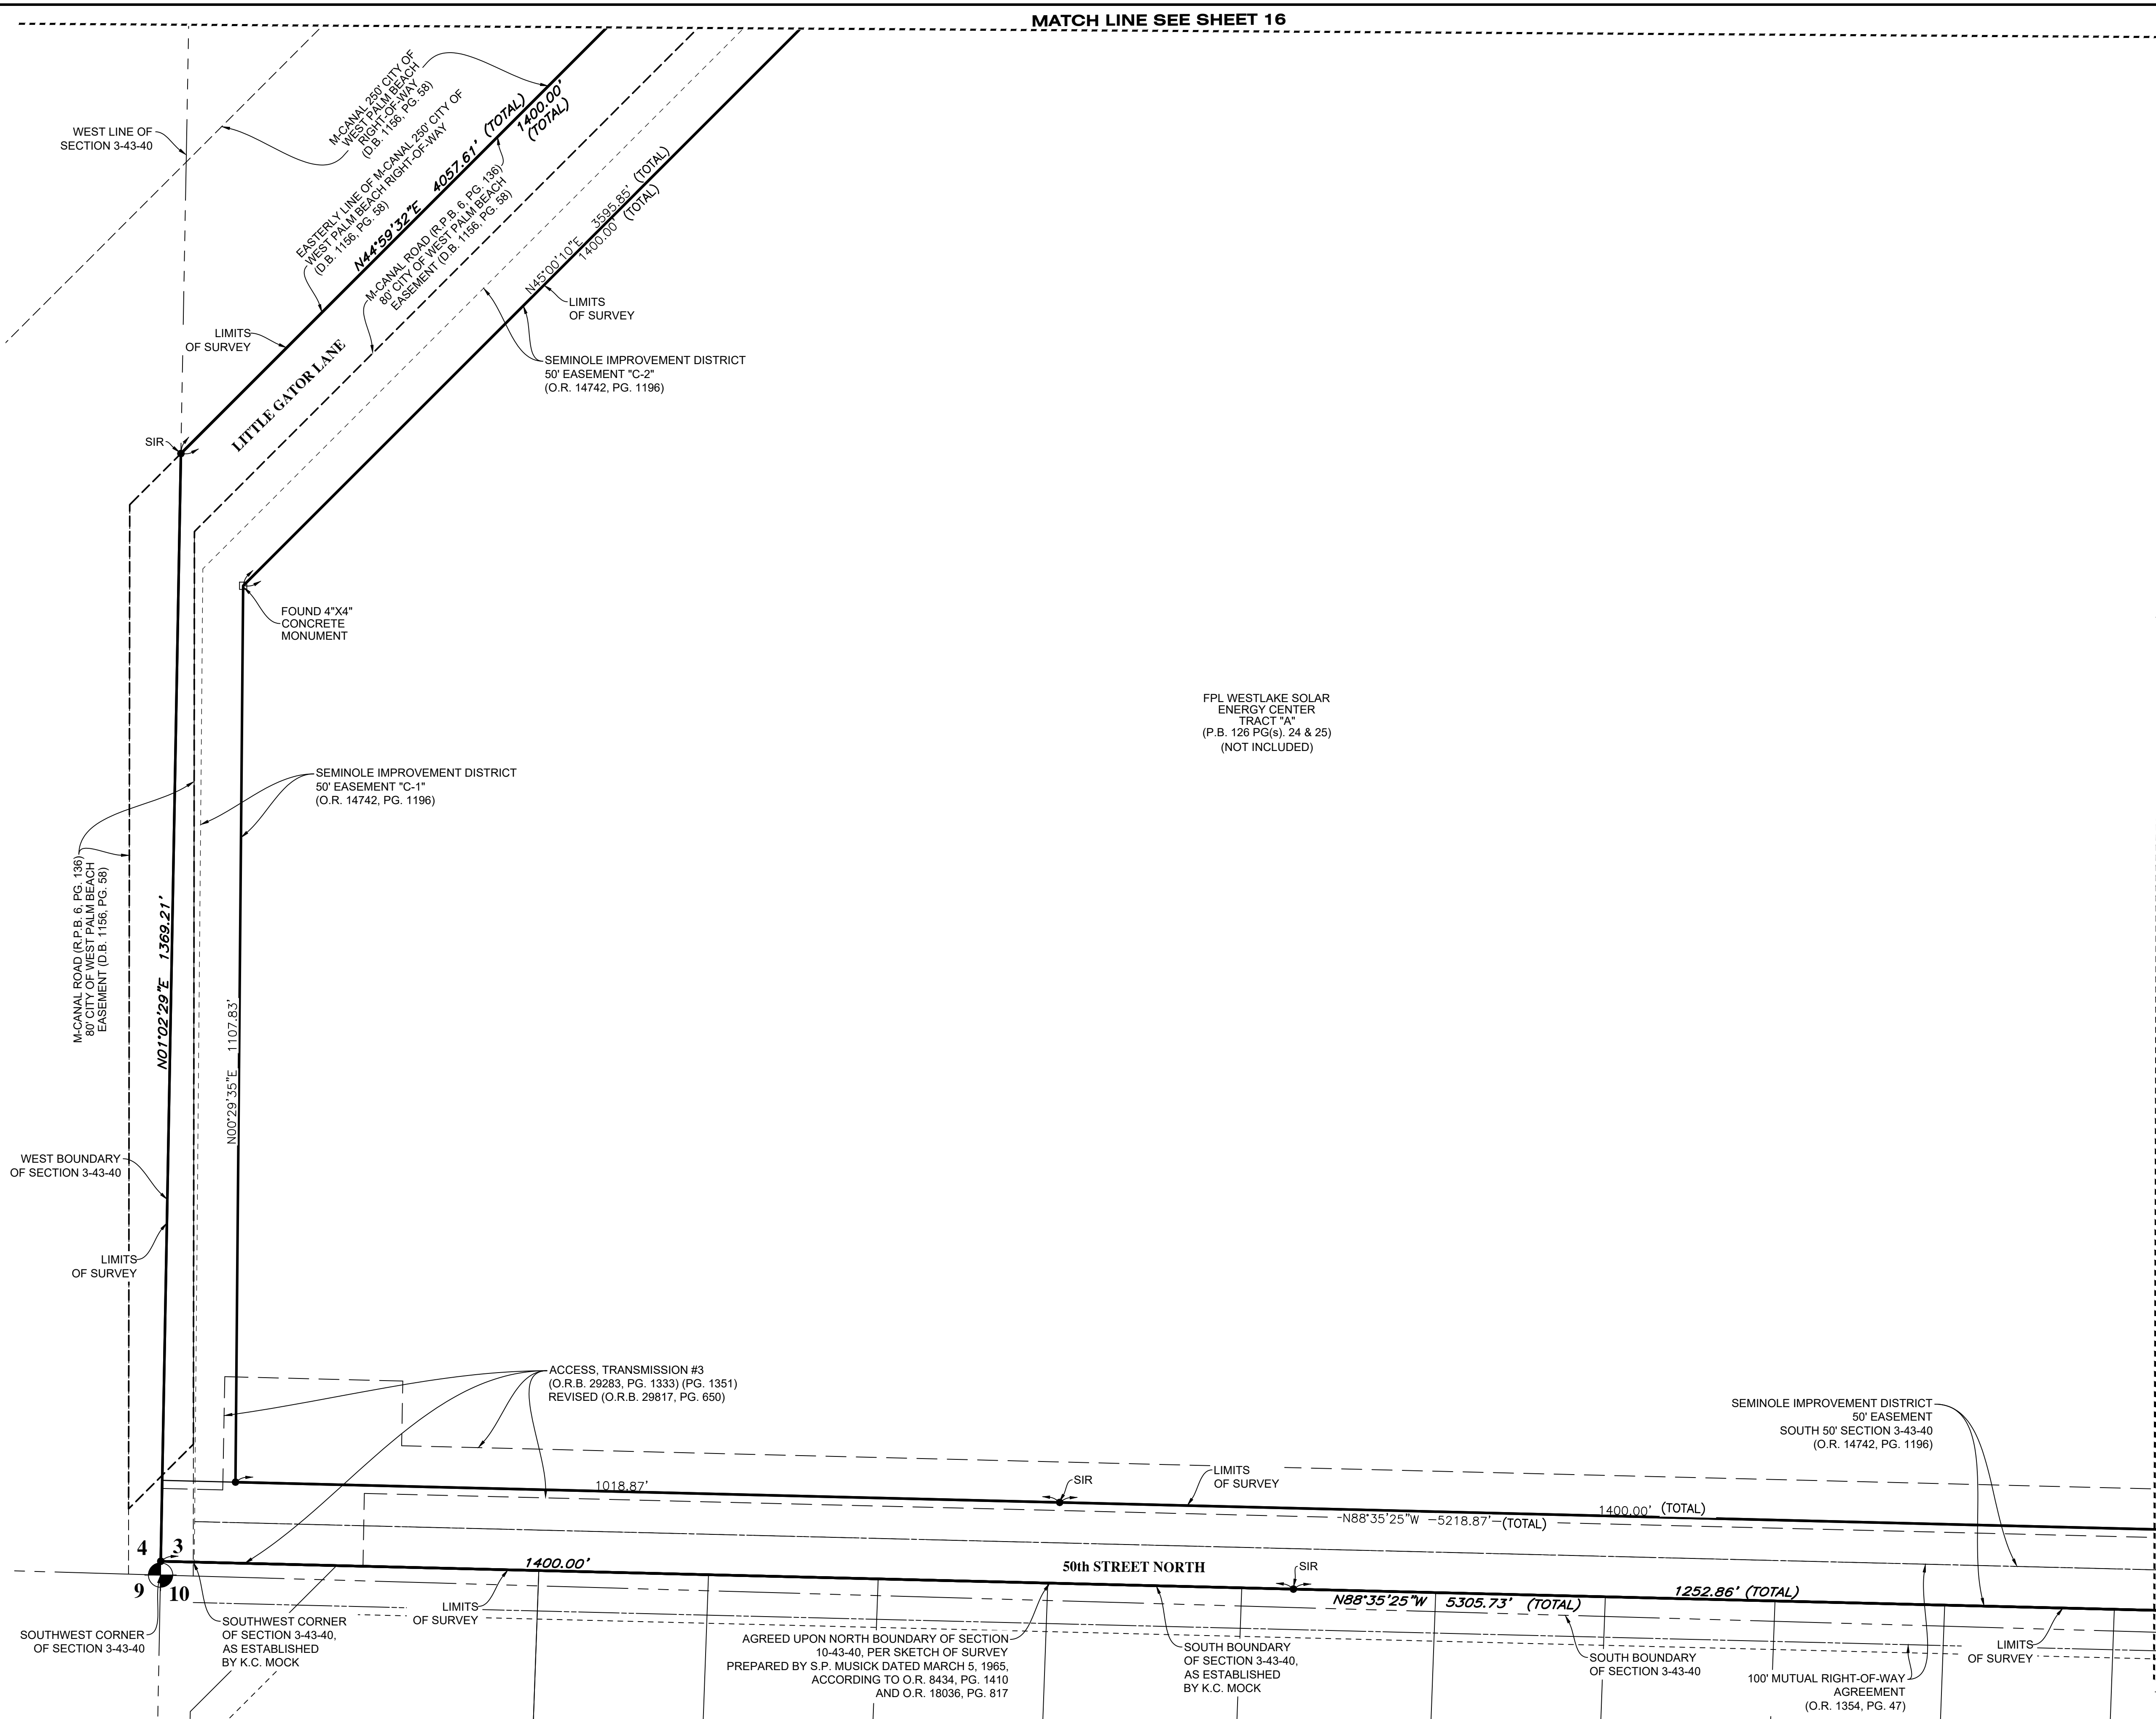 MATCH LINE SEE SHEET 16
WEST LINE OF
SECTION 3-43-40
M-CANAL 250' CITY OF
WEST PALM BEACH
RIGHT-OF-WAY
(D.B. 1156, PG. 58)
EASTERLY LINE OF M-CANAL 250' CITY OF
WEST PALM BEACH RIGHT-OF-WAY
(D.B. 1156, PG. 58)
N44°59'32"E 4057.61' (TOTAL)
1400.00'
(TOTAL)
M-CANAL ROAD (R.P.B. 6, PG. 136)
80' CITY OF WEST PALM BEACH
EASEMENT (D.B. 1156, PG. 58)
N45°00'10"E 3595.85' (TOTAL)
1400.00' (TOTAL)
LIMITS
OF SURVEY
LIMITS
OF SURVEY
LITTLE GATOR LANE
SEMINOLE IMPROVEMENT DISTRICT
50' EASEMENT "C-2"
(O.R. 14742, PG. 1196)
SIR
FOUND 4"X4"
CONCRETE
MONUMENT
FPL WESTLAKE SOLAR
ENERGY CENTER
TRACT "A"
(P.B. 126 PG(s). 24 & 25)
(NOT INCLUDED)
SEMINOLE IMPROVEMENT DISTRICT
50' EASEMENT "C-1"
(O.R. 14742, PG. 1196)
M-CANAL ROAD (R.P.B. 6, PG. 136)
80' CITY OF WEST PALM BEACH
EASEMENT (D.B. 1156, PG. 58)
N01°02'29"E 1369.21'
N00°29'35"E 1107.83'
WEST BOUNDARY
OF SECTION 3-43-40
LIMITS
OF SURVEY
ACCESS, TRANSMISSION #3
(O.R.B. 29283, PG. 1333) (PG. 1351)
REVISED (O.R.B. 29817, PG. 650)
SEMINOLE IMPROVEMENT DISTRICT
50' EASEMENT
SOUTH 50' SECTION 3-43-40
(O.R. 14742, PG. 1196)
1018.87'
SIR
LIMITS
OF SURVEY
1400.00' (TOTAL)
N88°35'25"W 5218.87' (TOTAL)
4 3
9 10
1400.00'
50th STREET NORTH
SIR
N88°35'25"W 5305.73' (TOTAL)
1252.86' (TOTAL)
SOUTHWEST CORNER
OF SECTION 3-43-40
SOUTHWEST CORNER
OF SECTION 3-43-40,
AS ESTABLISHED
BY K.C. MOCK
LIMITS
OF SURVEY
AGREED UPON NORTH BOUNDARY OF SECTION
10-43-40, PER SKETCH OF SURVEY
PREPARED BY S.P. MUSICK DATED MARCH 5, 1965,
ACCORDING TO O.R. 8434, PG. 1410
AND O.R. 18036, PG. 817
SOUTH BOUNDARY
OF SECTION 3-43-40,
AS ESTABLISHED
BY K.C. MOCK
SOUTH BOUNDARY
OF SECTION 3-43-40
100' MUTUAL RIGHT-OF-WAY
AGREEMENT
(O.R. 1354, PG. 47)
LIMITS
OF SURVEY